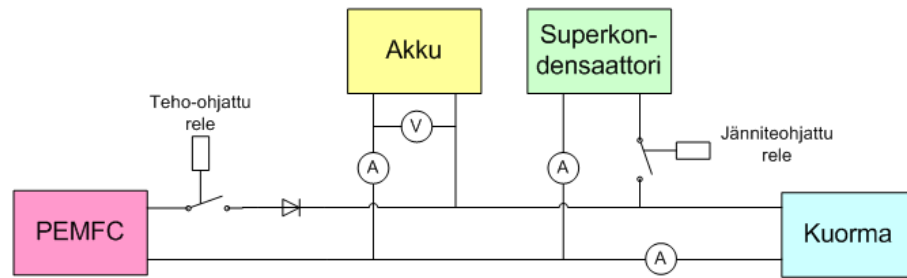 Akku
Superkon-
densaattori
Teho-ohjattu
rele
V
A
A
Jänniteohjattu
rele
PEMFC
Kuorma
A